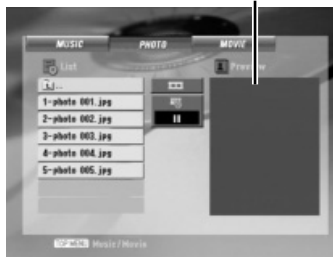 MUSIC PHOTO MOVIE
List Preview
..
1-photo 001.jpg
2-photo 002.jpg
3-photo 003.jpg
4-photo 004.jpg
5-photo 005.jpg
TOP MENU Music/Movie